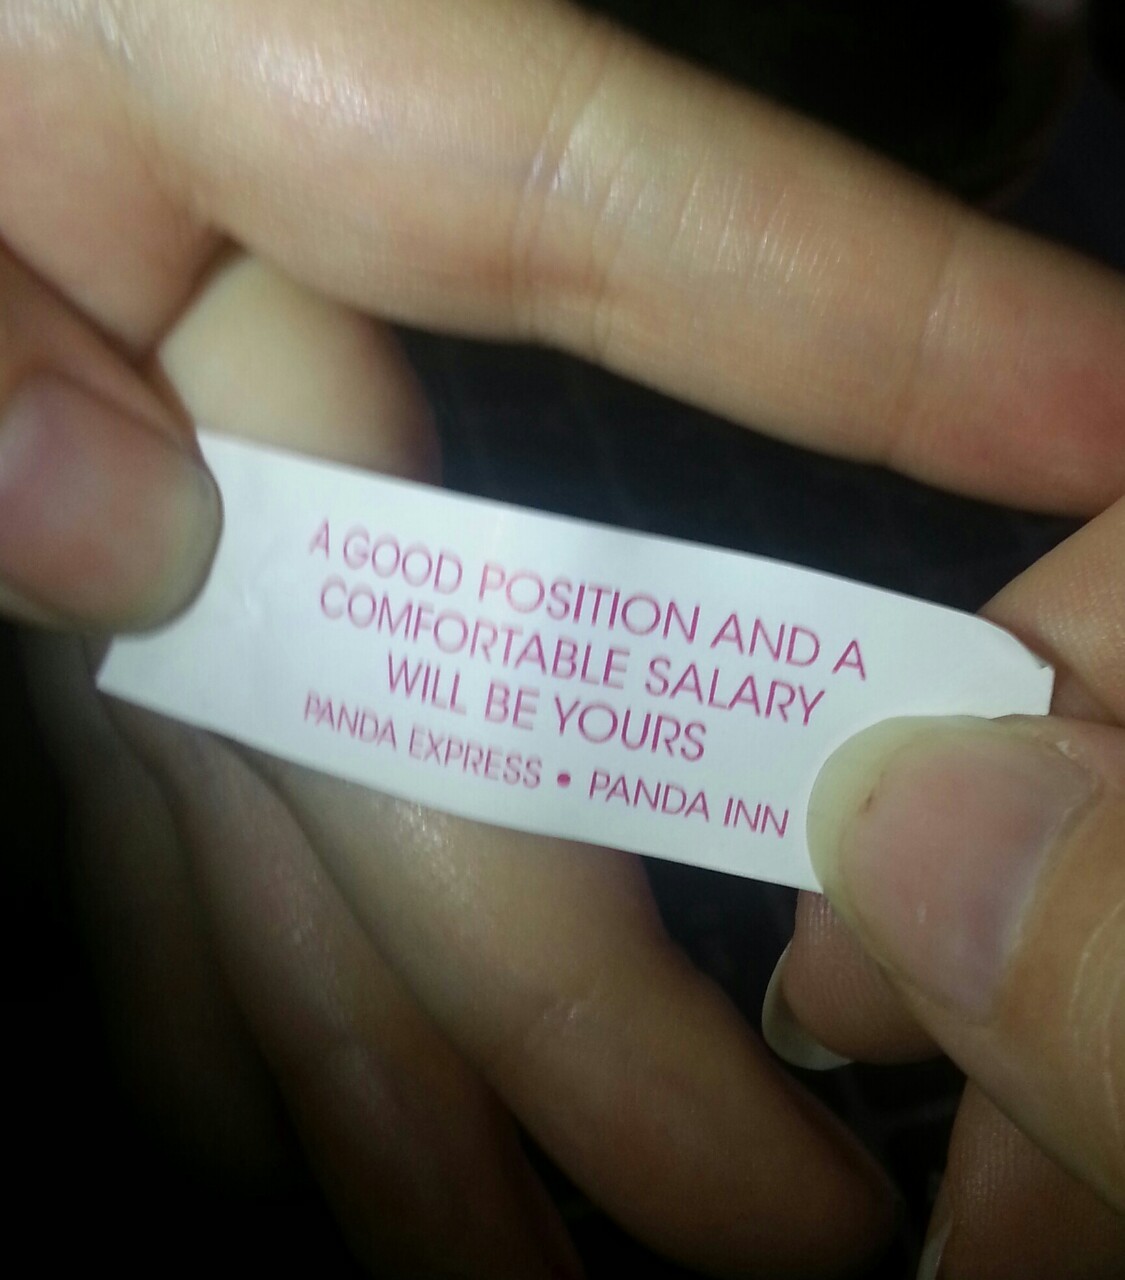 A GOOD POSITION AND A
COMFORTABLE SALARY
WILL BE YOURS
PANDA EXPRESS • PANDA INN